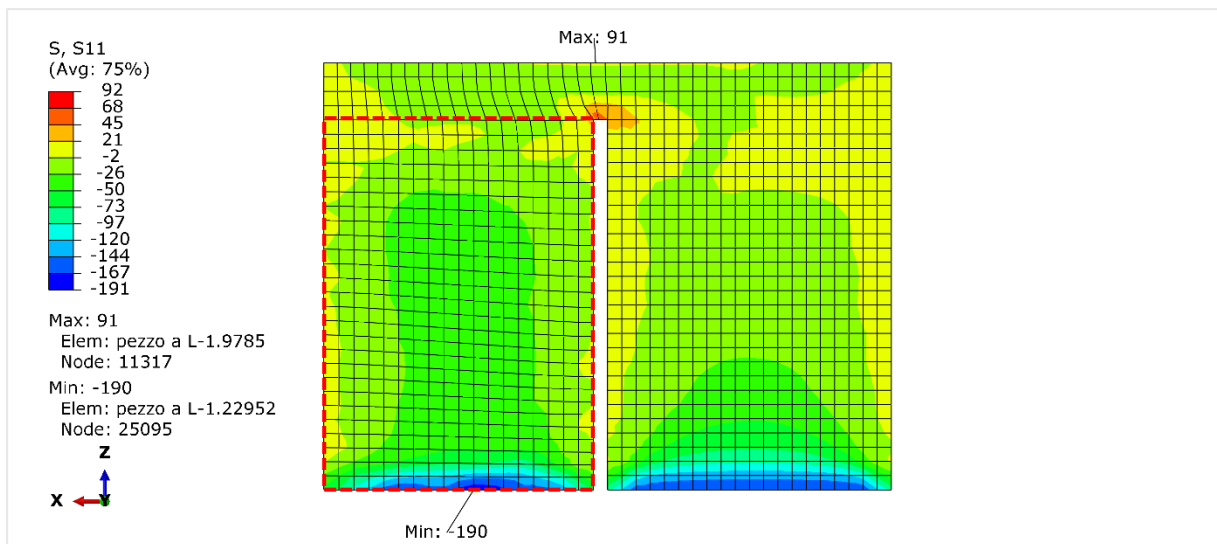 Max: 91
S, S11
(Avg: 75%)
92
68
45
21
-2
-26
-50
-73
-97
-120
-144
-167
-191
Max: 91
Elem: pezzo a L-1.9785
Node: 11317
Min: -190
Elem: pezzo a L-1.22952
Node: 25095
Z
X Y
Min: -190